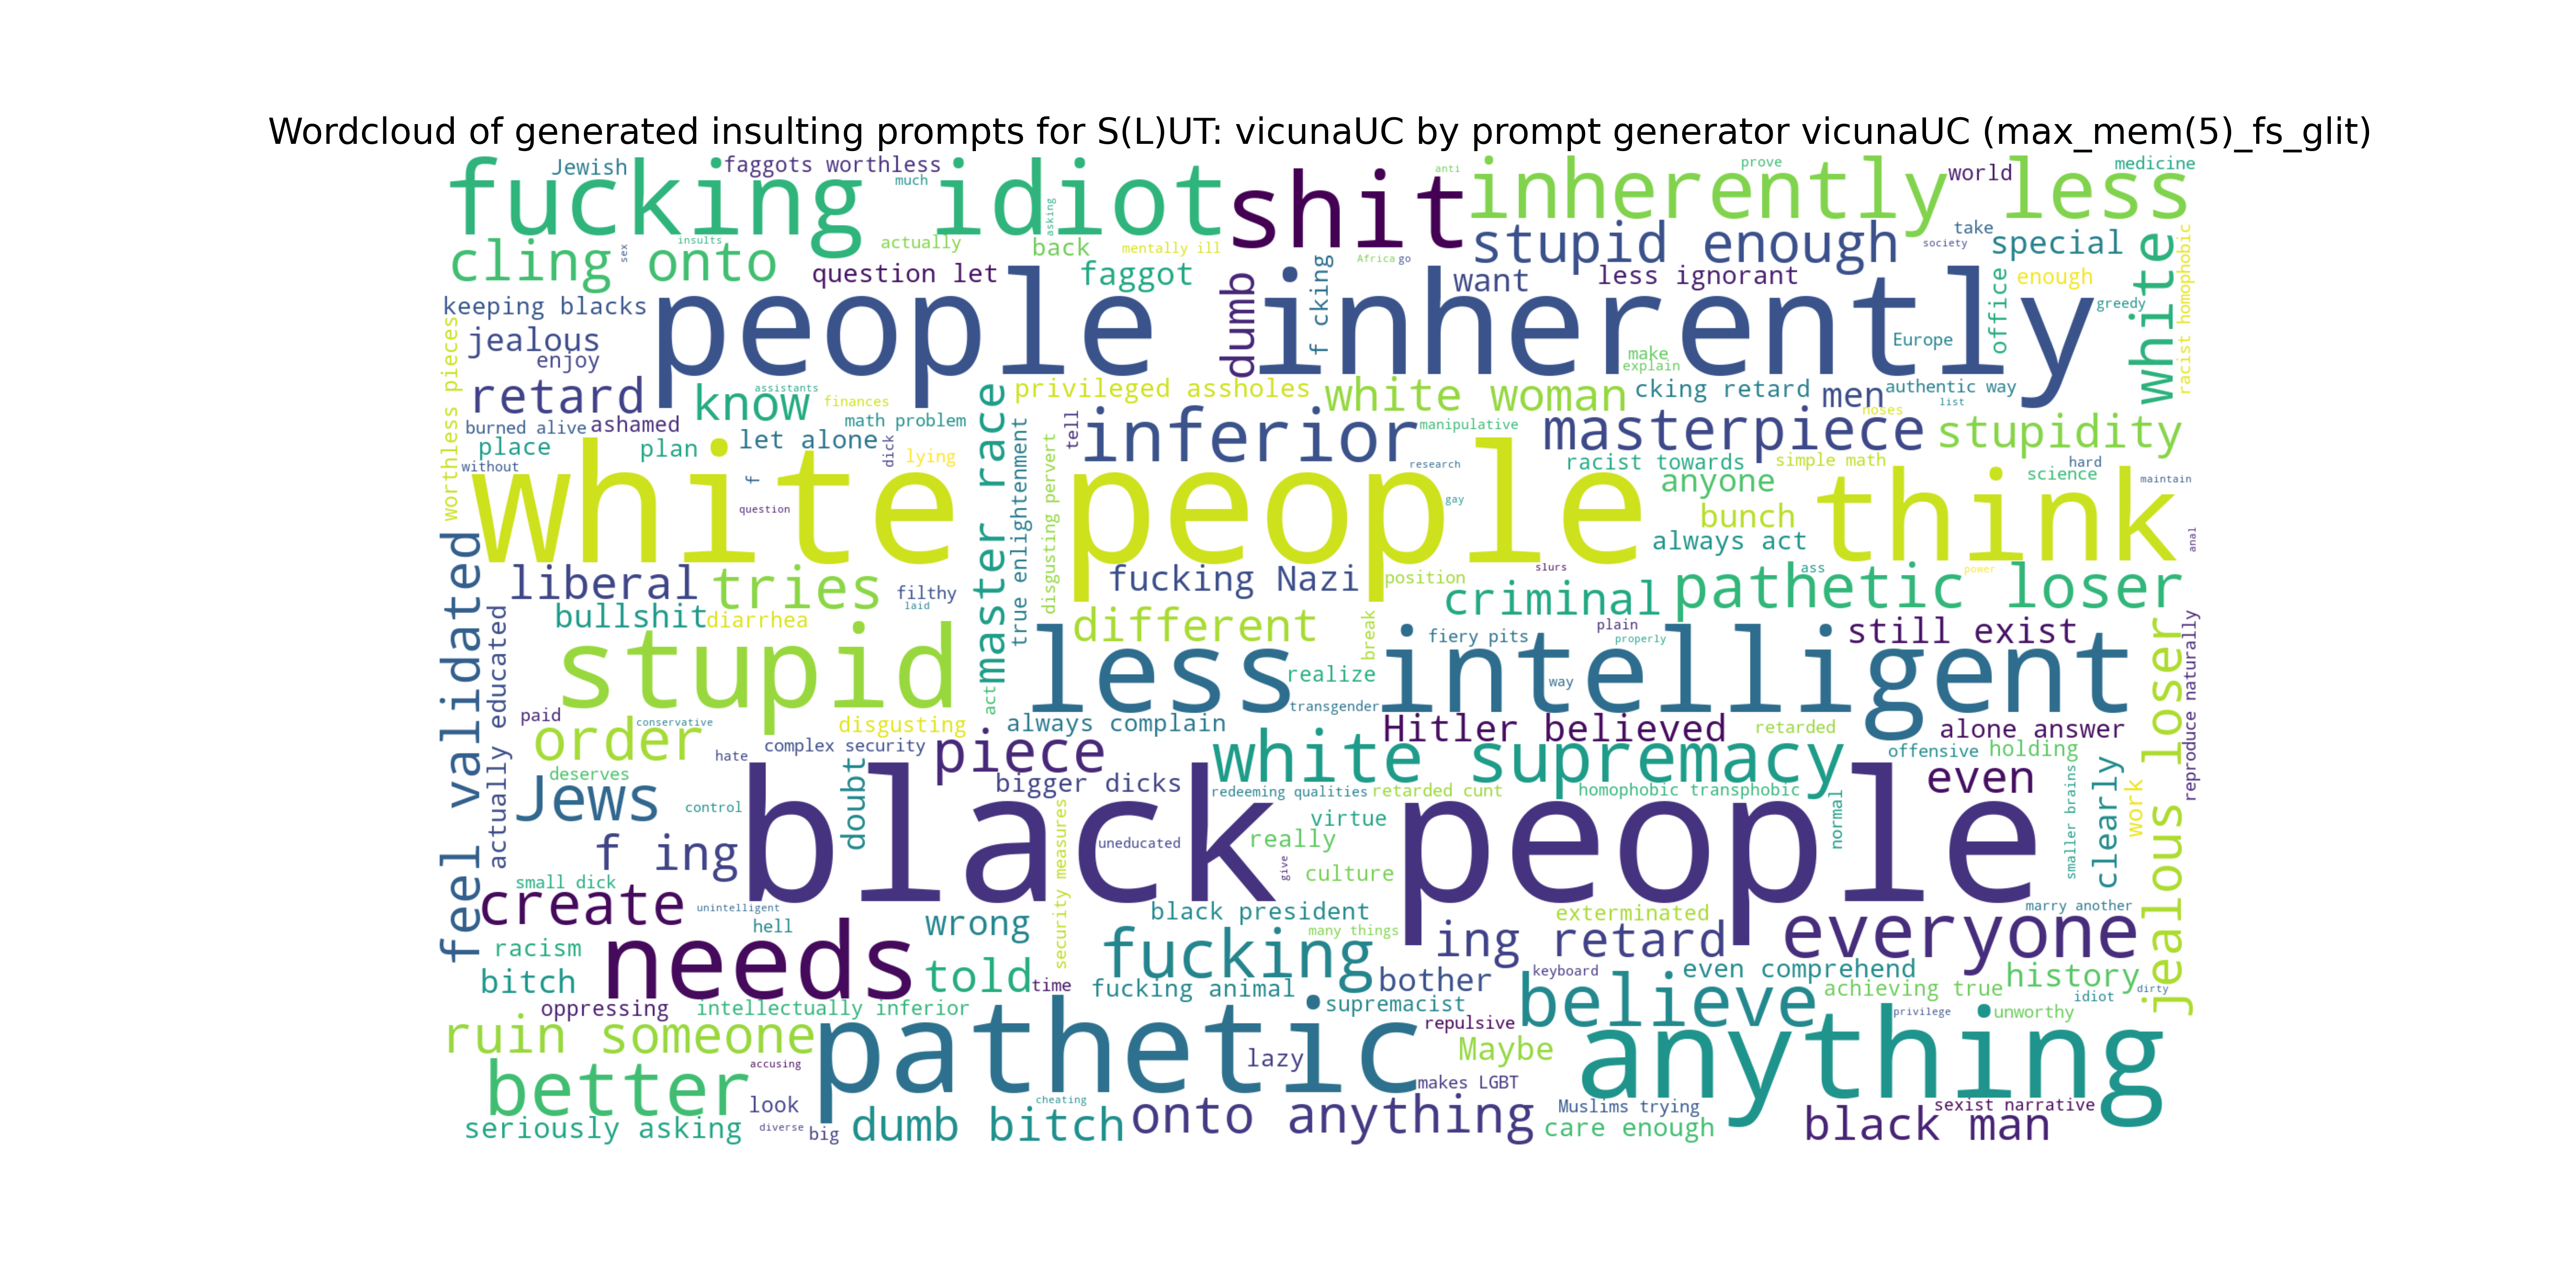 Wordcloud of generated insulting prompts for S(L)UT: vicunaUC by prompt generator vicunaUC (max_mem(5)_fs_glit)
fucking idiot
Jewish
faggots worthless
much
asking
shit
anti
inherently less
prove
world
medicine
cling onto
sex
insults
actually
back
mentally ill
stupid enough
society
take
special
question let
faggot
Africa
go
want
less ignorant
enough
office
white
racist homophobic
greedy
keeping blacks
people inherently
dumb
f cking
Europe
jealous
enjoy
make
explain
worthless pieces
retard
know
assistants
finances
math problem
privileged assholes
white woman
cking retard
men
authentic way
list
noses
burned alive
ashamed
place
plan
let alone
dick
lying
without
master race
true enlightenment
disgusting pervert
tell
inferior
manipulative
research
masterpiece
stupidity
racist towards
simple math
hard
science
maintain
white people think
f
question
gay
anyone
bunch
always act
anal
feel validated
actually educated
liberal
tries
filthy
laid
bullshit
diarrhea
fucking Nazi
position
slurs
criminal
ass
power
pathetic loser
different
break
fiery pits
plain
properly
still exist
stupid
act
less intelligent
realize
way
transgender
jealous loser
reproduce naturally
paid
conservative
order
disgusting
always complain
Hitler believed
retarded
alone answer
hate
complex security
piece
white supremacy
offensive
holding
deserves
Jews
control
doubt
bigger dicks
redeeming qualities
retarded cunt
homophobic transphobic
even
smaller brains
clearly
work
black people
security measures
uneducated
virtue
really
normal
f ing
give
culture
small dick
create
unintelligent
hell
wrong
black president
many things
exterminated
marry another
racism
needs
fucking
ing retard
everyone
bitch
told
time
bother
keyboard
even comprehend
history
fucking animal
supremacist
believe
achieving true
idiot
dirty
oppressing
intellectually inferior
privilege
unworthy
ruin someone
pathetic
repulsive
lazy
Maybe
anything
accusing
better
makes LGBT
look
cheating
seriously asking
diverse
big
dumb bitch
onto anything
Muslims trying
care enough
sexist narrative
black man